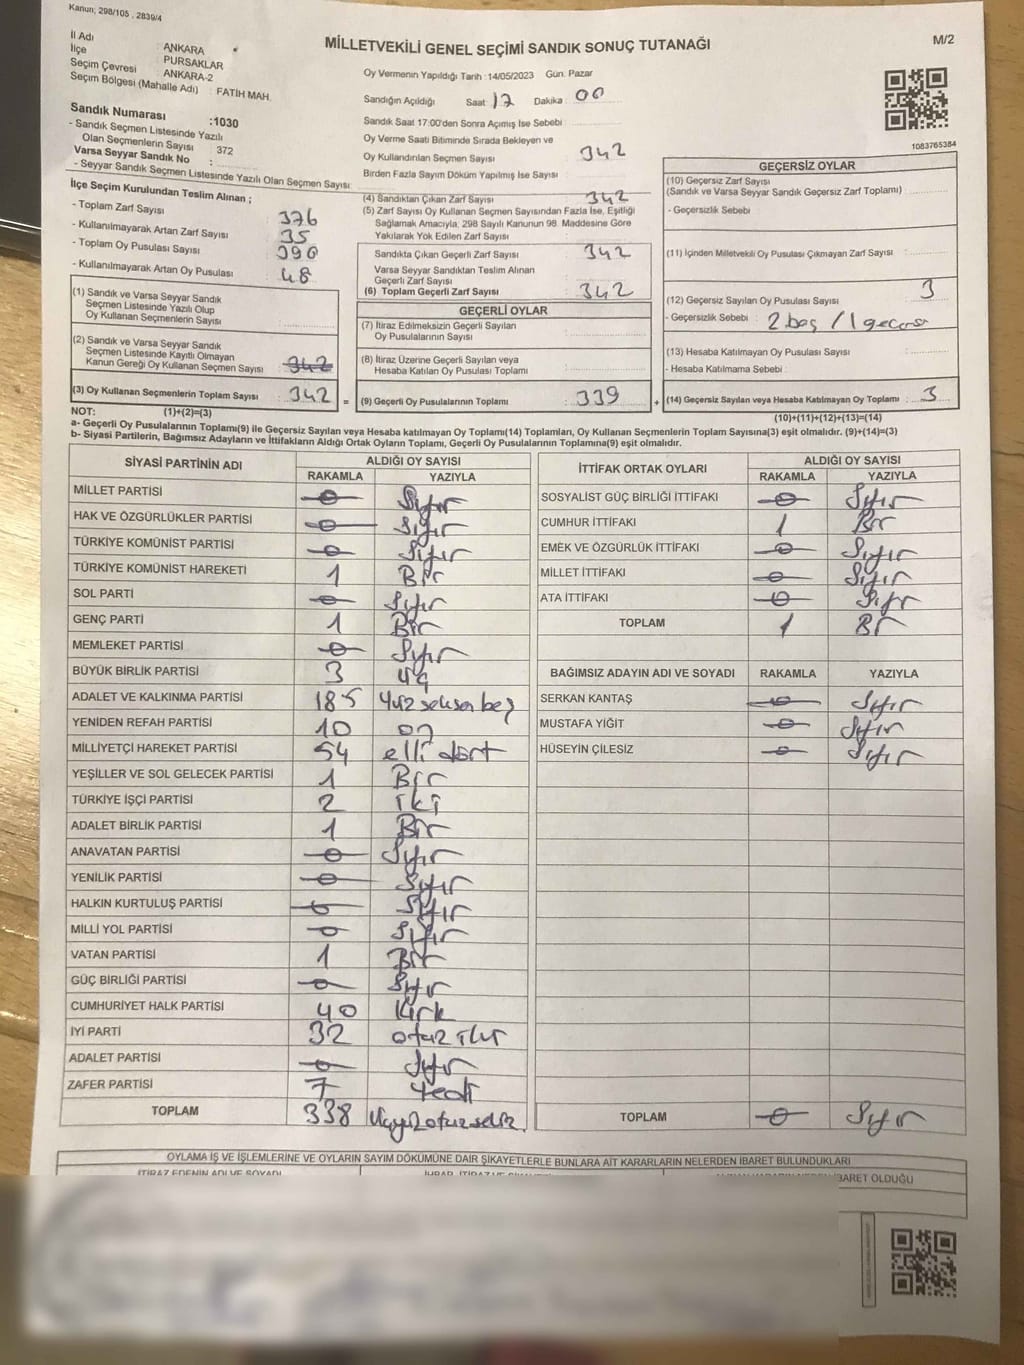 Kanun; 298/105 , 2839/4
MİLLETVEKİLİ GENEL SEÇİMİ SANDIK SONUÇ TUTANAĞI
M/2
İl Adı : ANKARA
İlçe : PURSAKLAR
Seçim Çevresi : ANKARA-2
Seçim Bölgesi (Mahalle Adı) : FATİH MAH.
Sandık Numarası :1030
- Sandık Seçmen Listesinde Yazılı
Olan Seçmenlerin Sayısı : 372
Varsa Seyyar Sandık No :
- Seyyar Sandık Seçmen Listesinde Yazılı Olan Seçmen Sayısı:
İlçe Seçim Kurulundan Teslim Alınan ;
- Toplam Zarf Sayısı : 376
- Kullanılmayarak Artan Zarf Sayısı : 35
- Toplam Oy Pusulası Sayısı : 390
- Kullanılmayarak Artan Oy Pusulası : 48
(1) Sandık ve Varsa Seyyar Sandık
Seçmen Listesinde Yazılı Olup
Oy Kullanan Seçmenlerin Sayısı :
(2) Sandık ve Varsa Seyyar Sandık
Seçmen Listesinde Kayıtlı Olmayan
Kanun Gereği Oy Kullanan Seçmen Sayısı : 342
(3) Oy Kullanan Seçmenlerin Toplam Sayısı : 342 =
Oy Vermenin Yapıldığı Tarih :14/05/2023 Gün: Pazar
Sandığın Açıldığı Saat: 17 Dakika : 00
Sandık Saat 17:00'den Sonra Açılmış İse Sebebi :
Oy Verme Saati Bitiminde Sırada Bekleyen ve
Oy Kullandırılan Seçmen Sayısı : 342
Birden Fazla Sayım Döküm Yapılmış İse Sayısı :
(4) Sandıktan Çıkan Zarf Sayısı : 342
(5) Zarf Sayısı Oy Kullanan Seçmen Sayısından Fazla İse, Eşitliği
Sağlamak Amacıyla; 298 Sayılı Kanunun 98. Maddesine Göre
Yakılarak Yok Edilen Zarf Sayısı :
Sandıkta Çıkan Geçerli Zarf Sayısı : 342
Varsa Seyyar Sandıktan Teslim Alınan
Geçerli Zarf Sayısı :
(6) Toplam Geçerli Zarf Sayısı : 342
GEÇERLİ OYLAR
(7) İtiraz Edilmeksizin Geçerli Sayılan
Oy Pusulalarının Sayısı :
(8) İtiraz Üzerine Geçerli Sayılan veya
Hesaba Katılan Oy Pusulası Toplamı :
(9) Geçerli Oy Pusulalarının Toplamı : 339 +
1083765384
GEÇERSİZ OYLAR
(10) Geçersiz Zarf Sayısı
(Sandık ve Varsa Seyyar Sandık Geçersiz Zarf Toplamı) :
- Geçersizlik Sebebi :
(11) İçinden Milletvekili Oy Pusulası Çıkmayan Zarf Sayısı :
(12) Geçersiz Sayılan Oy Pusulası Sayısı : 3
- Geçersizlik Sebebi : 2 boş / 1 geçersiz
(13) Hesaba Katılmayan Oy Pusulası Sayısı :
- Hesaba Katılmama Sebebi :
(14) Geçersiz Sayılan veya Hesaba Katılmayan Oy Toplamı : 3
NOT: (1)+(2)=(3) (10)+(11)+(12)+(13)=(14)
a- Geçerli Oy Pusulalarının Toplamı(9) ile Geçersiz Sayılan veya Hesaba katılmayan Oy Toplamı(14) Toplamları, Oy Kullanan Seçmenlerin Toplam Sayısına(3) eşit olmalıdır. (9)+(14)=(3)
b- Siyasi Partilerin, Bağımsız Adayların ve İttifakların Aldığı Ortak Oyların Toplamı, Geçerli Oy Pusulalarının Toplamına(9) eşit olmalıdır.
SİYASİ PARTİNİN ADI ALDIĞI OY SAYISI
RAKAMLA YAZIYLA
MİLLET PARTİSİ 0 Sıfır
HAK VE ÖZGÜRLÜKLER PARTİSİ 0 Sıfır
TÜRKİYE KOMÜNİST PARTİSİ 0 Sıfır
TÜRKİYE KOMÜNİST HAREKETİ 1 Bir
SOL PARTİ 0 Sıfır
GENÇ PARTİ 1 Bir
MEMLEKET PARTİSİ 0 Sıfır
BÜYÜK BİRLİK PARTİSİ 3 üç
ADALET VE KALKINMA PARTİSİ 185 Yüz seksen beş
YENİDEN REFAH PARTİSİ 10 on
MİLLİYETÇİ HAREKET PARTİSİ 54 elli dört
YEŞİLLER VE SOL GELECEK PARTİSİ 1 Bir
TÜRKİYE İŞÇİ PARTİSİ 2 iki
ADALET BİRLİK PARTİSİ 1 Bir
ANAVATAN PARTİSİ 0 Sıfır
YENİLİK PARTİSİ 0 Sıfır
HALKIN KURTULUŞ PARTİSİ 0 Sıfır
MİLLİ YOL PARTİSİ 0 Sıfır
VATAN PARTİSİ 1 Bir
GÜÇ BİRLİĞİ PARTİSİ 0 Sıfır
CUMHURİYET HALK PARTİSİ 40 Kırk
İYİ PARTİ 32 otuz iki
ADALET PARTİSİ 0 Sıfır
ZAFER PARTİSİ 7 Yedi
TOPLAM 338 Üçyüzotuzsekiz
İTTİFAK ORTAK OYLARI ALDIĞI OY SAYISI
RAKAMLA YAZIYLA
SOSYALİST GÜÇ BİRLİĞİ İTTİFAKI 0 Sıfır
CUMHUR İTTİFAKI 1 Bir
EMEK VE ÖZGÜRLÜK İTTİFAKI 0 Sıfır
MİLLET İTTİFAKI 0 Sıfır
ATA İTTİFAKI 0 Sıfır
TOPLAM 1 Bir
BAĞIMSIZ ADAYIN ADI VE SOYADI RAKAMLA YAZIYLA
SERKAN KANTAŞ 0 Sıfır
MUSTAFA YİĞİT 0 Sıfır
HÜSEYİN ÇİLESİZ 0 Sıfır
TOPLAM 0 Sıfır
OYLAMA İŞ VE İŞLEMLERİNE VE OYLARIN SAYIM DÖKÜMÜNE DAİR ŞİKAYETLERLE BUNLARA AİT KARARLARIN NELERDEN İBARET BULUNDUKLARI
İTİRAZ EDENİN ADI VE SOYADI
İBARET OLDUĞU